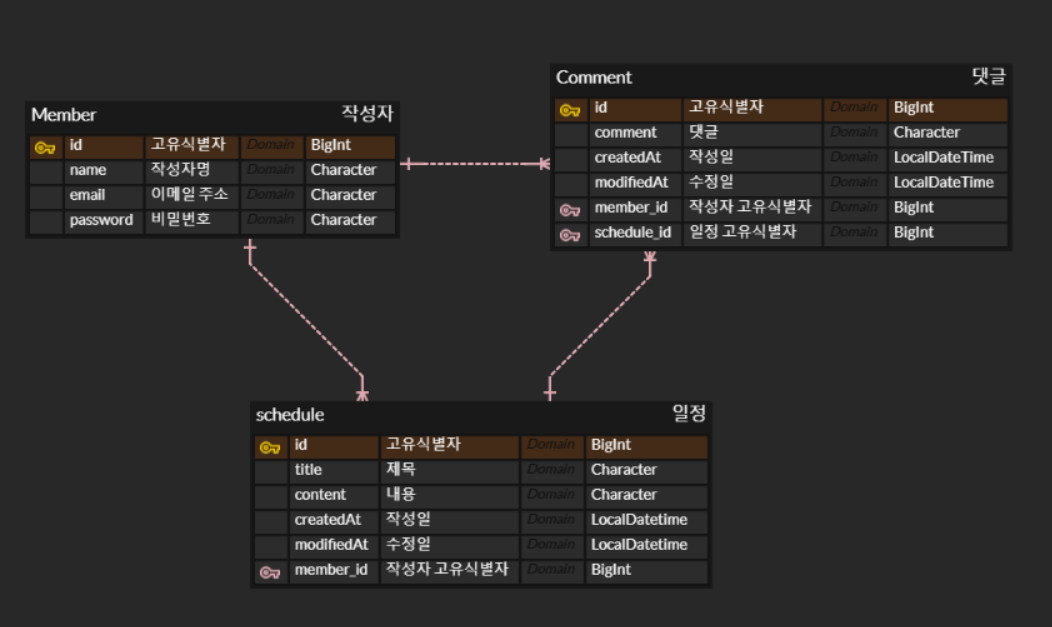 Member 작성자
id 고유식별자 Domain BigInt
name 작성자명 Domain Character
email 이메일 주소 Domain Character
password 비밀번호 Domain Character
Comment 댓글
id 고유식별자 Domain BigInt
comment 댓글 Domain Character
createdAt 작성일 Domain LocalDateTime
modifiedAt 수정일 Domain LocalDateTime
member_id 작성자 고유식별자 Domain BigInt
schedule_id 일정 고유식별자 Domain BigInt
schedule 일정
id 고유식별자 Domain BigInt
title 제목 Domain Character
content 내용 Domain Character
createdAt 작성일 Domain LocalDatetime
modifiedAt 수정일 Domain LocalDatetime
member_id 작성자 고유식별자 Domain BigInt